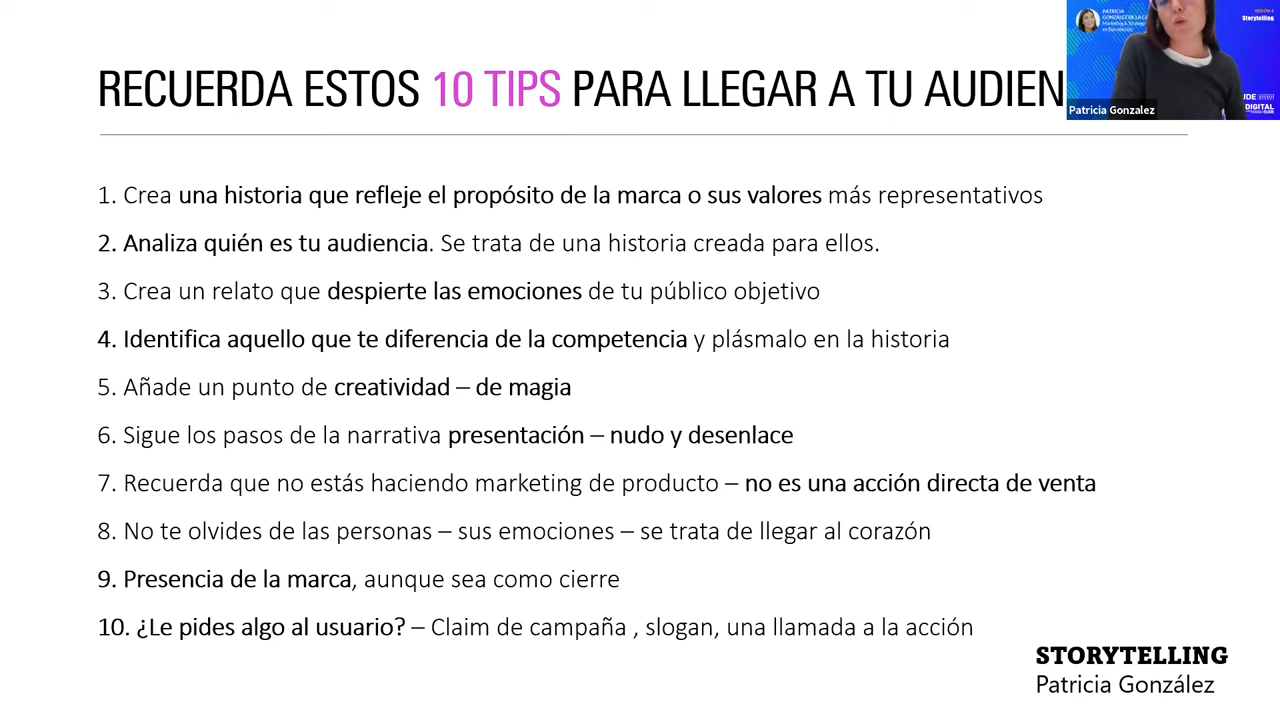 RECUERDA ESTOS 10 TIPS PARA LLEGAR A TU AUDIEN
PATRICIA
SESIÓN 4
Storytelling
Patricia Gonzalez
DIGITAL
1. Crea una historia que refleje el propósito de la marca o sus valores más representativos
2. Analiza quién es tu audiencia. Se trata de una historia creada para ellos.
3. Crea un relato que despierte las emociones de tu público objetivo
4. Identifica aquello que te diferencia de la competencia y plásmalo en la historia
5. Añade un punto de creatividad – de magia
6. Sigue los pasos de la narrativa presentación – nudo y desenlace
7. Recuerda que no estás haciendo marketing de producto – no es una acción directa de venta
8. No te olvides de las personas – sus emociones – se trata de llegar al corazón
9. Presencia de la marca, aunque sea como cierre
10. ¿Le pides algo al usuario? – Claim de campaña , slogan, una llamada a la acción
STORYTELLING
Patricia González